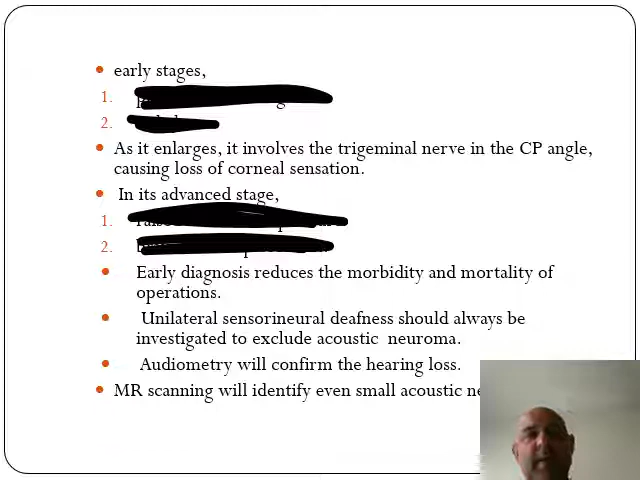 early stages,
1.
2.
As it enlarges, it involves the trigeminal nerve in the CP angle,
causing loss of corneal sensation.
In its advanced stage,
1.
2.
Early diagnosis reduces the morbidity and mortality of
operations.
Unilateral sensorineural deafness should always be
investigated to exclude acoustic neuroma.
Audiometry will confirm the hearing loss.
MR scanning will identify even small acoustic